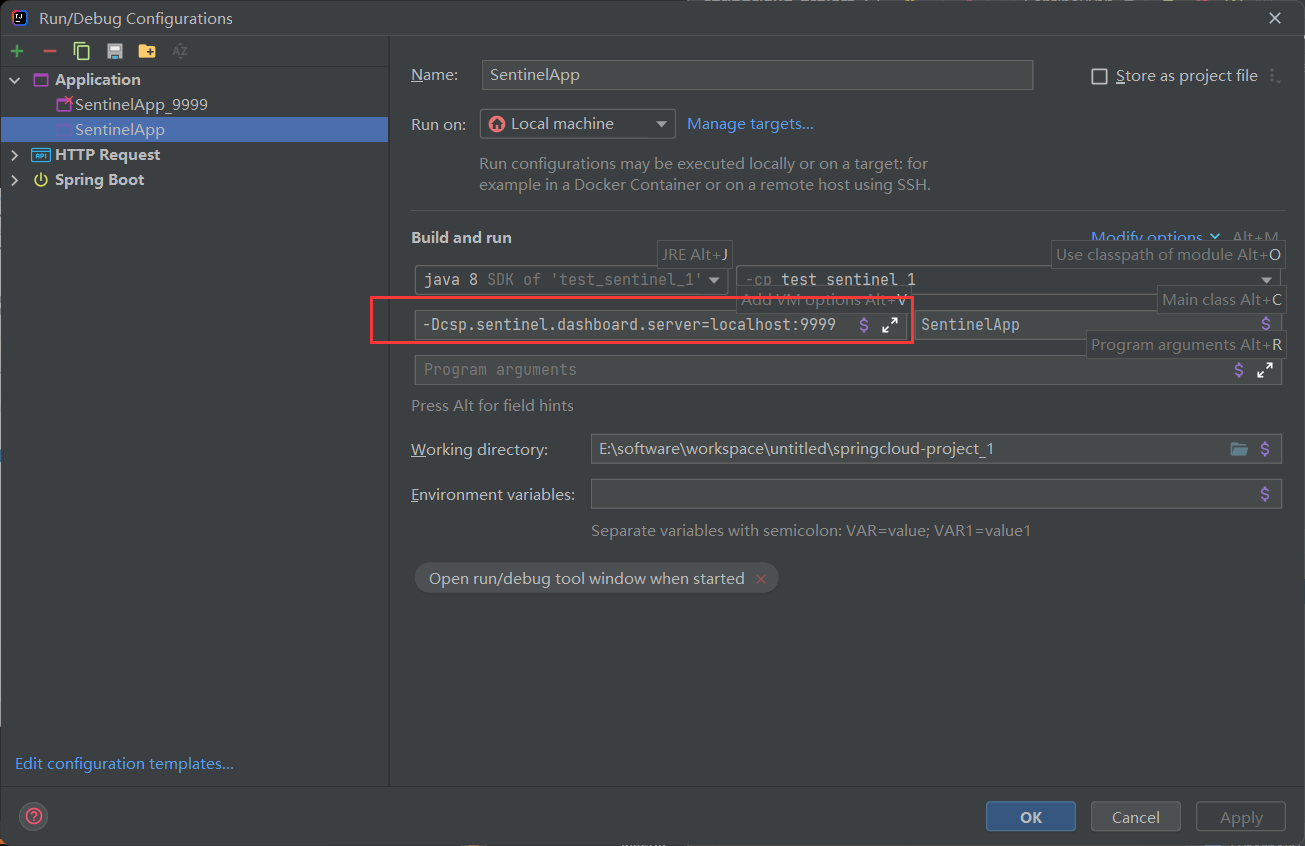 Run/Debug Configurations
Application
SentinelApp_9999
SentinelApp
HTTP Request
Spring Boot
Edit configuration templates...
Name: SentinelApp
Store as project file
Run on: Local machine Manage targets...
Run configurations may be executed locally or on a target: for
example in a Docker Container or on a remote host using SSH.
Build and run
Modify options Alt+M
JRE Alt+J
Use classpath of module Alt+O
java 8 SDK of 'test_sentinel_1' -cp test_sentinel_1
Add VM options Alt+V
Main class Alt+C
-Dcsp.sentinel.dashboard.server=localhost:9999 SentinelApp
Program arguments Alt+R
Program arguments
Press Alt for field hints
Working directory: E:\software\workspace\untitled\springcloud-project_1
Environment variables:
Separate variables with semicolon: VAR=value; VAR1=value1
Open run/debug tool window when started
OK Cancel Apply